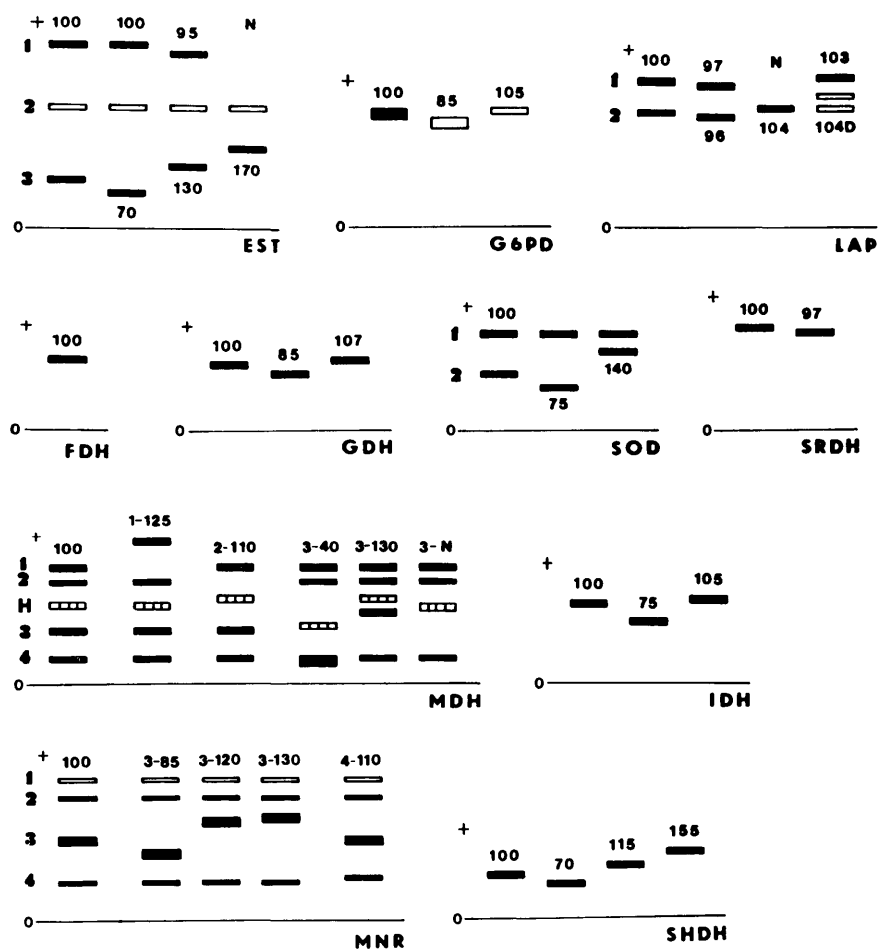 + 100 100 95 N
1
2
3
70 130 170
0
EST
+
100 85 105
0
G6PD
+
100 97 N 103
1
2
96 104 104D
0
LAP
+
100
0
FDH
+
100 85 107
0
GDH
+
100
1
2
75 140
0
SOD
+
100 97
0
SRDH
+
100 1-125 2-110 3-40 3-130 3-N
1
2
H
3
4
0
MDH
+
100 75 105
0
IDH
+
100 3-85 3-120 3-130 4-110
1
2
3
4
0
MNR
+
100 70 115 155
0
SHDH